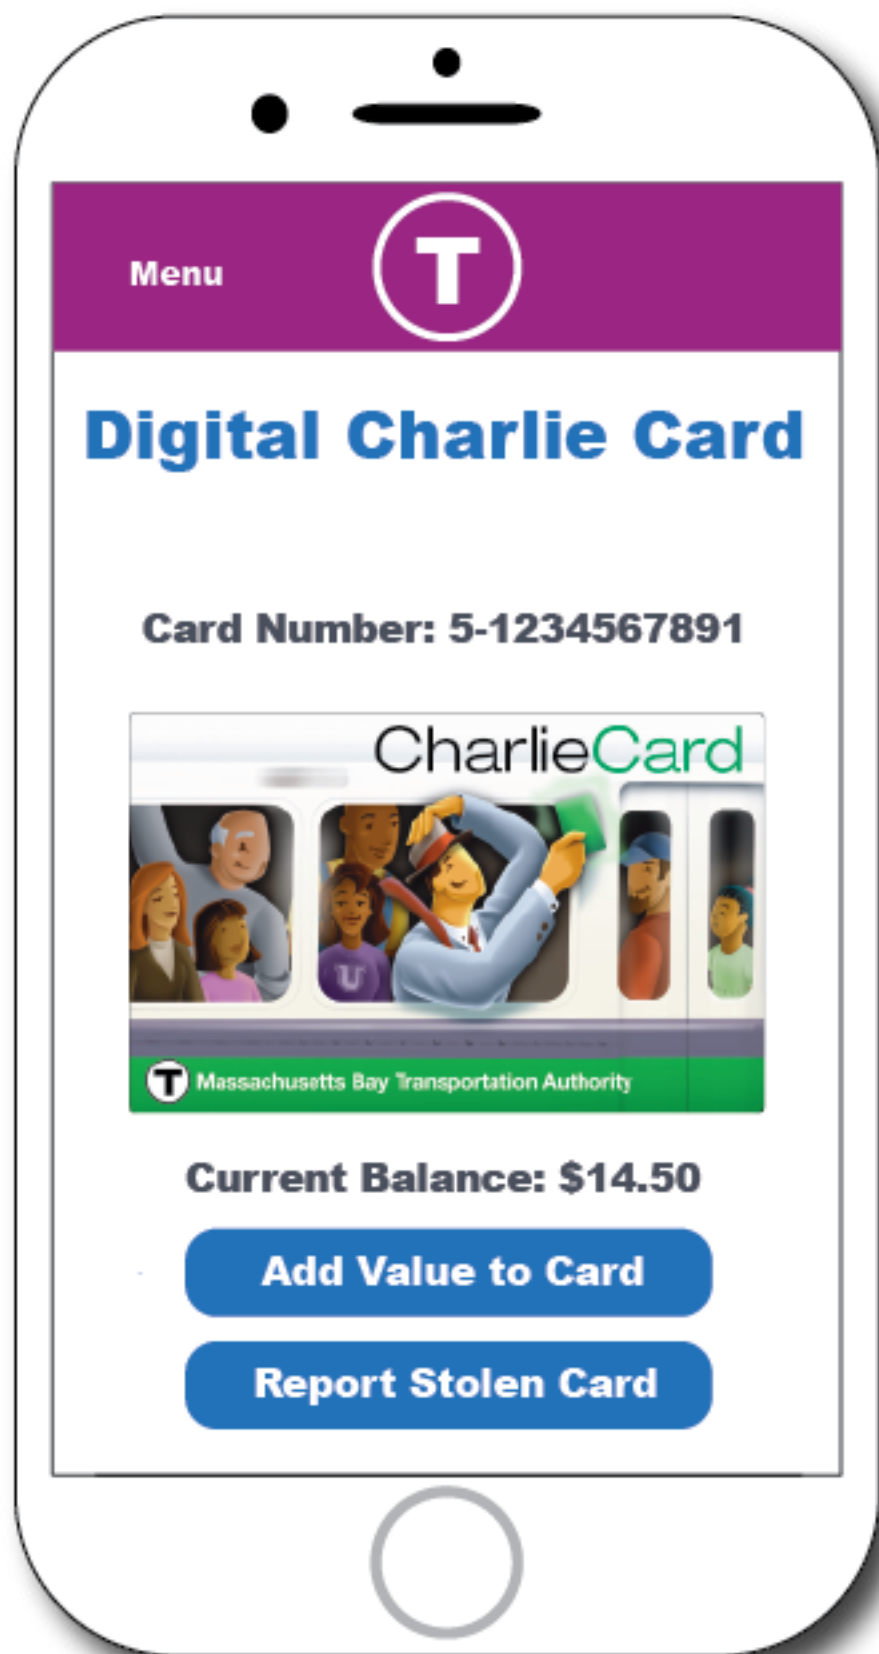 Menu
T
Digital Charlie Card
Card Number: 5-1234567891
CharlieCard
U
T Massachusetts Bay Transportation Authority
Current Balance: $14.50
Add Value to Card
Report Stolen Card